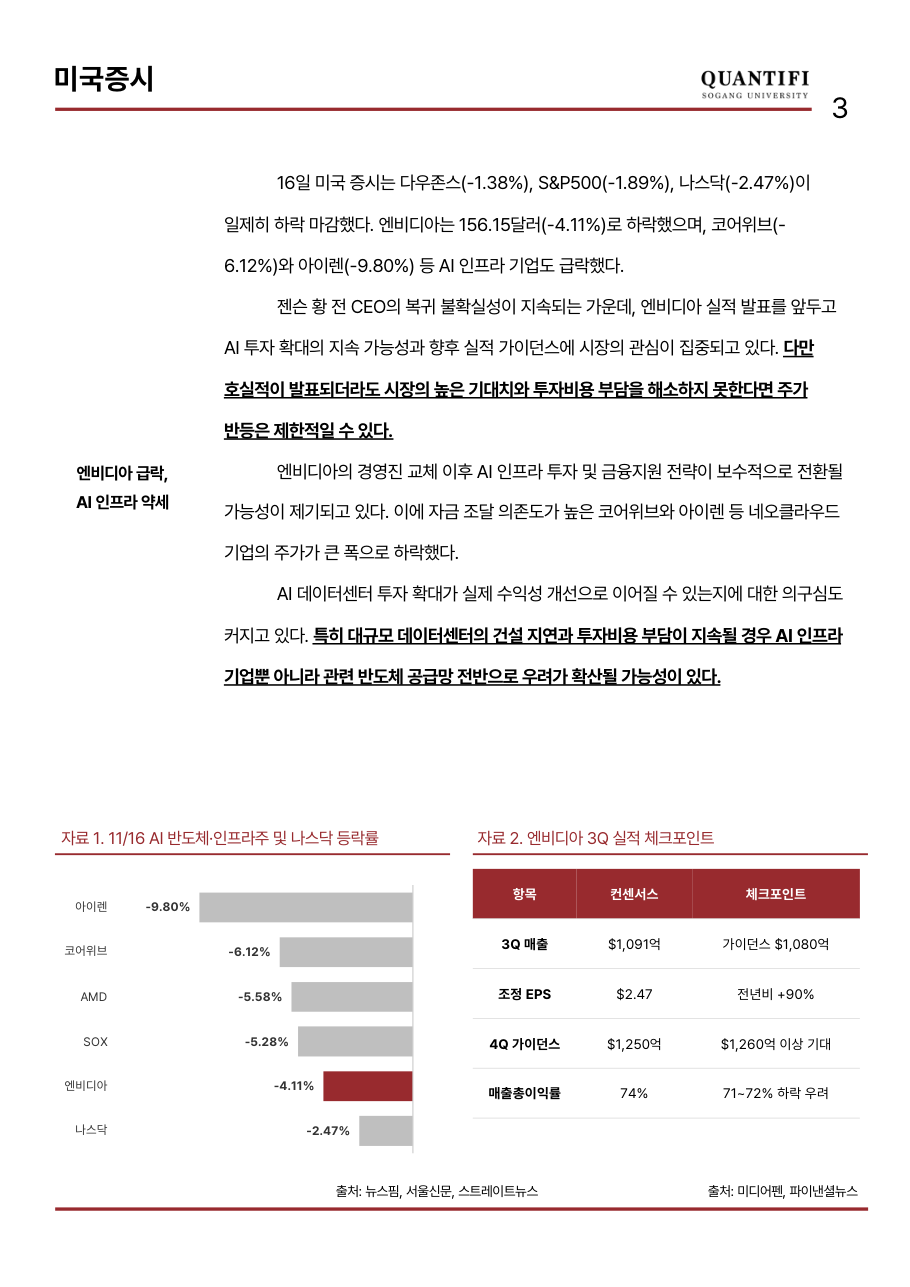 미국증시
QUANTIFI
SOGANG UNIVERSITY
3
16일 미국 증시는 다우존스(-1.38%), S&P500(-1.89%), 나스닥(-2.47%)이
일제히 하락 마감했다. 엔비디아는 156.15달러(-4.11%)로 하락했으며, 코어위브(-
6.12%)와 아이렌(-9.80%) 등 AI 인프라 기업도 급락했다.
젠슨 황 전 CEO의 복귀 불확실성이 지속되는 가운데, 엔비디아 실적 발표를 앞두고
AI 투자 확대의 지속 가능성과 향후 실적 가이던스에 시장의 관심이 집중되고 있다. 다만
호실적이 발표되더라도 시장의 높은 기대치와 투자비용 부담을 해소하지 못한다면 주가
반등은 제한적일 수 있다.
엔비디아 급락,
AI 인프라 약세
엔비디아의 경영진 교체 이후 AI 인프라 투자 및 금융지원 전략이 보수적으로 전환될
가능성이 제기되고 있다. 이에 자금 조달 의존도가 높은 코어위브와 아이렌 등 네오클라우드
기업의 주가가 큰 폭으로 하락했다.
AI 데이터센터 투자 확대가 실제 수익성 개선으로 이어질 수 있는지에 대한 의구심도
커지고 있다. 특히 대규모 데이터센터의 건설 지연과 투자비용 부담이 지속될 경우 AI 인프라
기업뿐 아니라 관련 반도체 공급망 전반으로 우려가 확산될 가능성이 있다.
자료 1. 11/16 AI 반도체·인프라주 및 나스닥 등락률
아이렌 -9.80%
코어위브 -6.12%
AMD -5.58%
SOX -5.28%
엔비디아 -4.11%
나스닥 -2.47%
출처: 뉴스핌, 서울신문, 스트레이트뉴스
자료 2. 엔비디아 3Q 실적 체크포인트
항목 컨센서스 체크포인트
3Q 매출 $1,091억 가이던스 $1,080억
조정 EPS $2.47 전년비 +90%
4Q 가이던스 $1,250억 $1,260억 이상 기대
매출총이익률 74% 71~72% 하락 우려
출처: 미디어펜, 파이낸셜뉴스